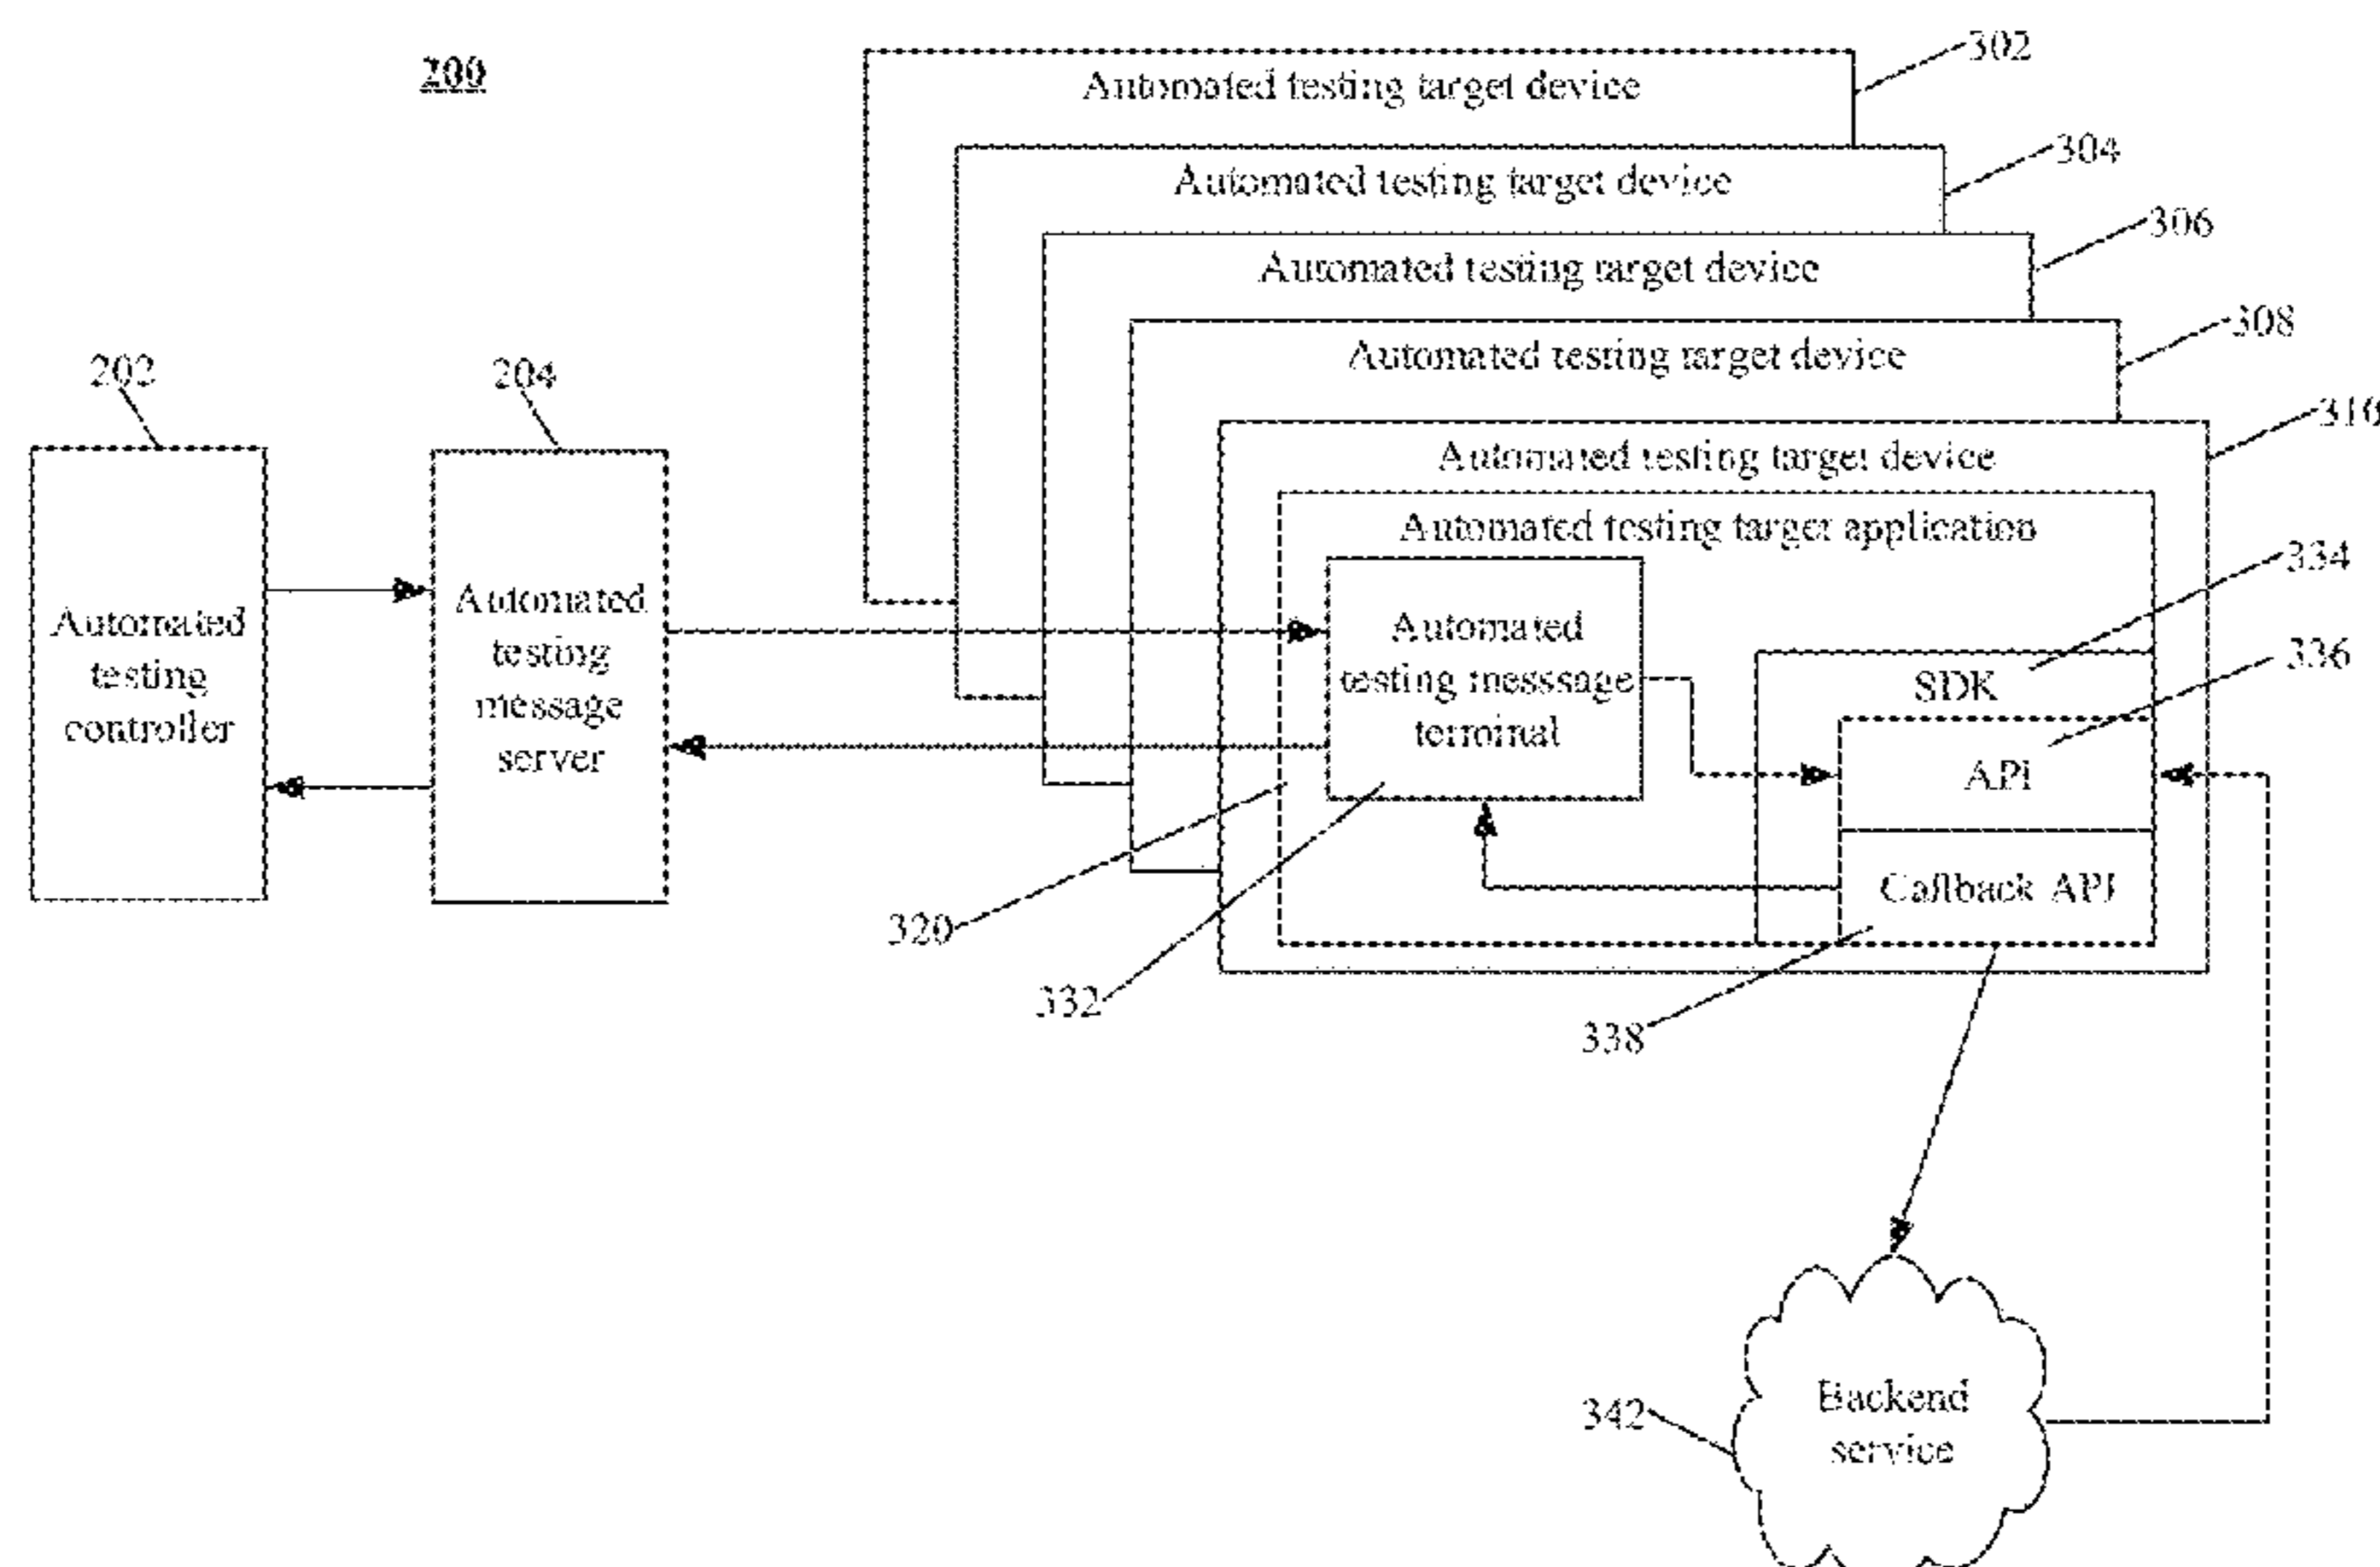 200
302
Automated testing target device
304
Automated testing target device
306
Automated testing target device
308
Automated testing target device
202
204
310
Automated testing target device
Automated testing target application
334
Automated
testing
controller
Automated
testing
message
server
Automated
testing messsage
terminal
336
SDK
API
Callback API
320
332
338
342
Backend
service